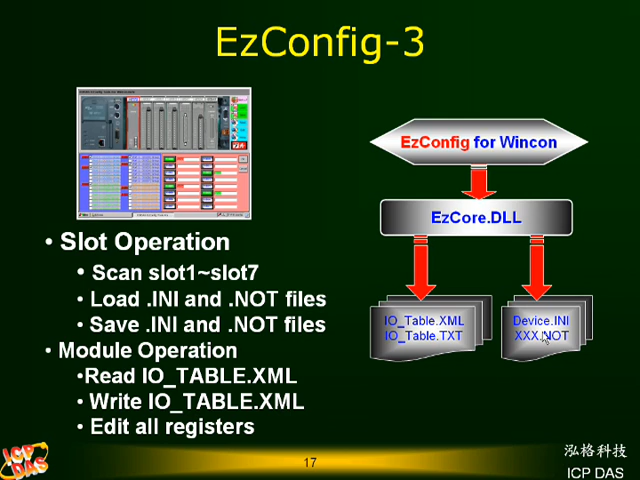 EzConfig-3
EzConfig for Wincon
EzCore.DLL
IO_Table.XML
IO_Table.TXT
Device.INI
XXX.NOT
• Slot Operation
• Scan slot1~slot7
• Load .INI and .NOT files
• Save .INI and .NOT files
• Module Operation
•Read IO_TABLE.XML
• Write IO_TABLE.XML
• Edit all registers
ICP
DAS
17
泓格科技
ICP DAS